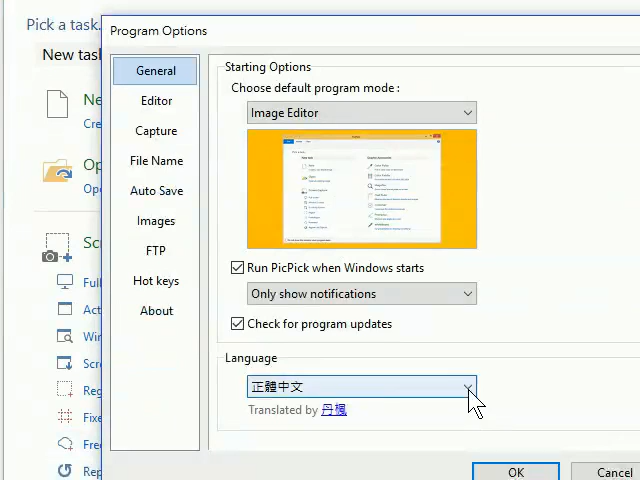 Pick a task.
New task
Ne
Cre
Op
Ope
Scr
Full
Act
Win
Scr
Reg
Fixe
Free
Rep
Program Options
General
Editor
Capture
File Name
Auto Save
Images
FTP
Hot keys
About
Starting Options
Choose default program mode :
Image Editor
Run PicPick when Windows starts
Only show notifications
Check for program updates
Language
正體中文
Translated by 丹楓
OK
Cancel